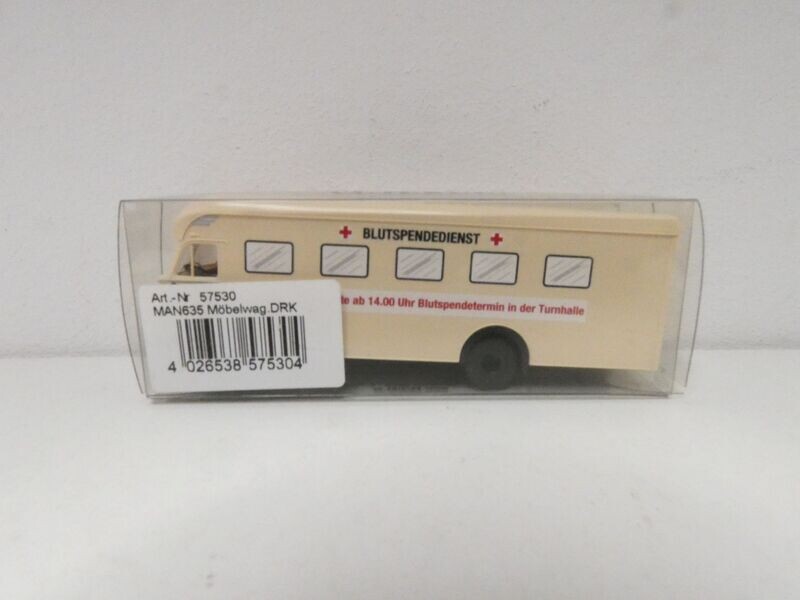 BLUTSPENDEDIENST
ab 14.00 Uhr Blutspendetermin in der Turnhalle
Art.-Nr 57530
MAN635 Möbelwag.DRK
4 026538 575304